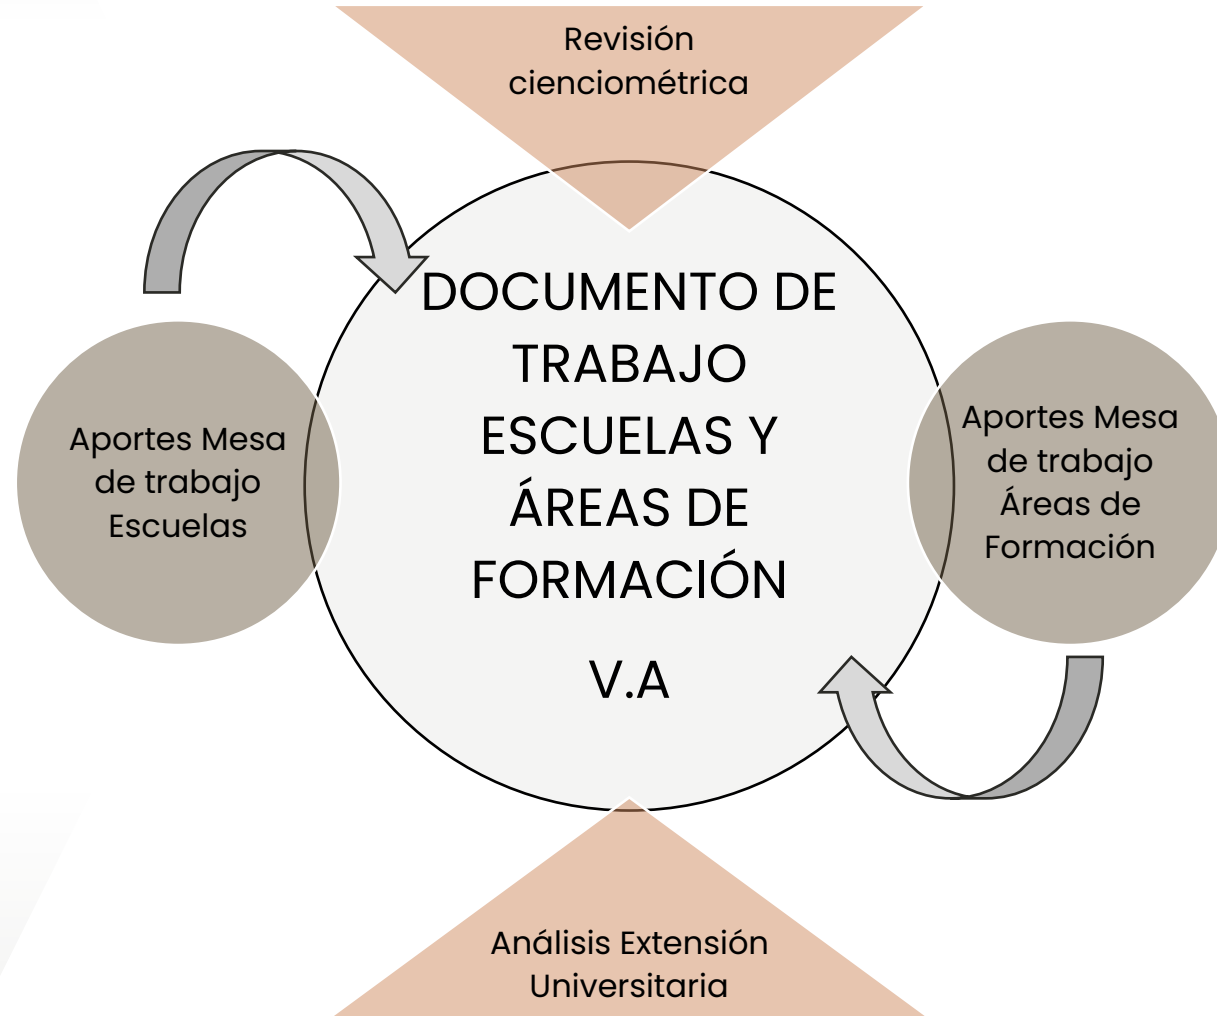 Revisión
cienciométrica
DOCUMENTO DE
TRABAJO
ESCUELAS Y
ÁREAS DE
FORMACIÓN
V.A
Aportes Mesa
de trabajo
Escuelas
Aportes Mesa
de trabajo
Áreas de
Formación
Análisis Extensión
Universitaria